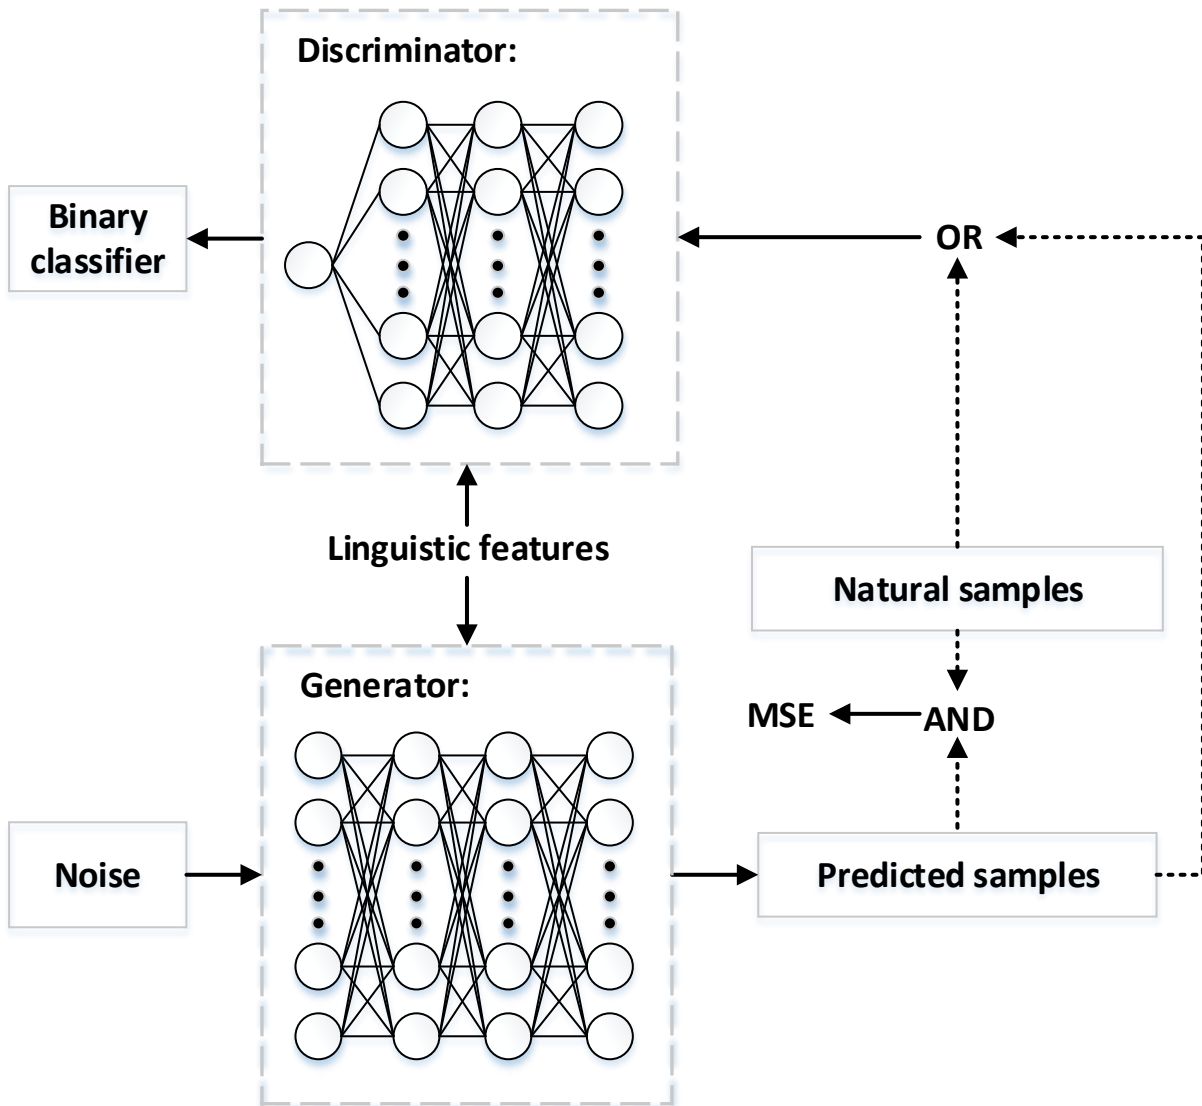 Discriminator:
Binary
classifier
OR
Linguistic features
Natural samples
Generator:
MSE
AND
Noise
Predicted samples